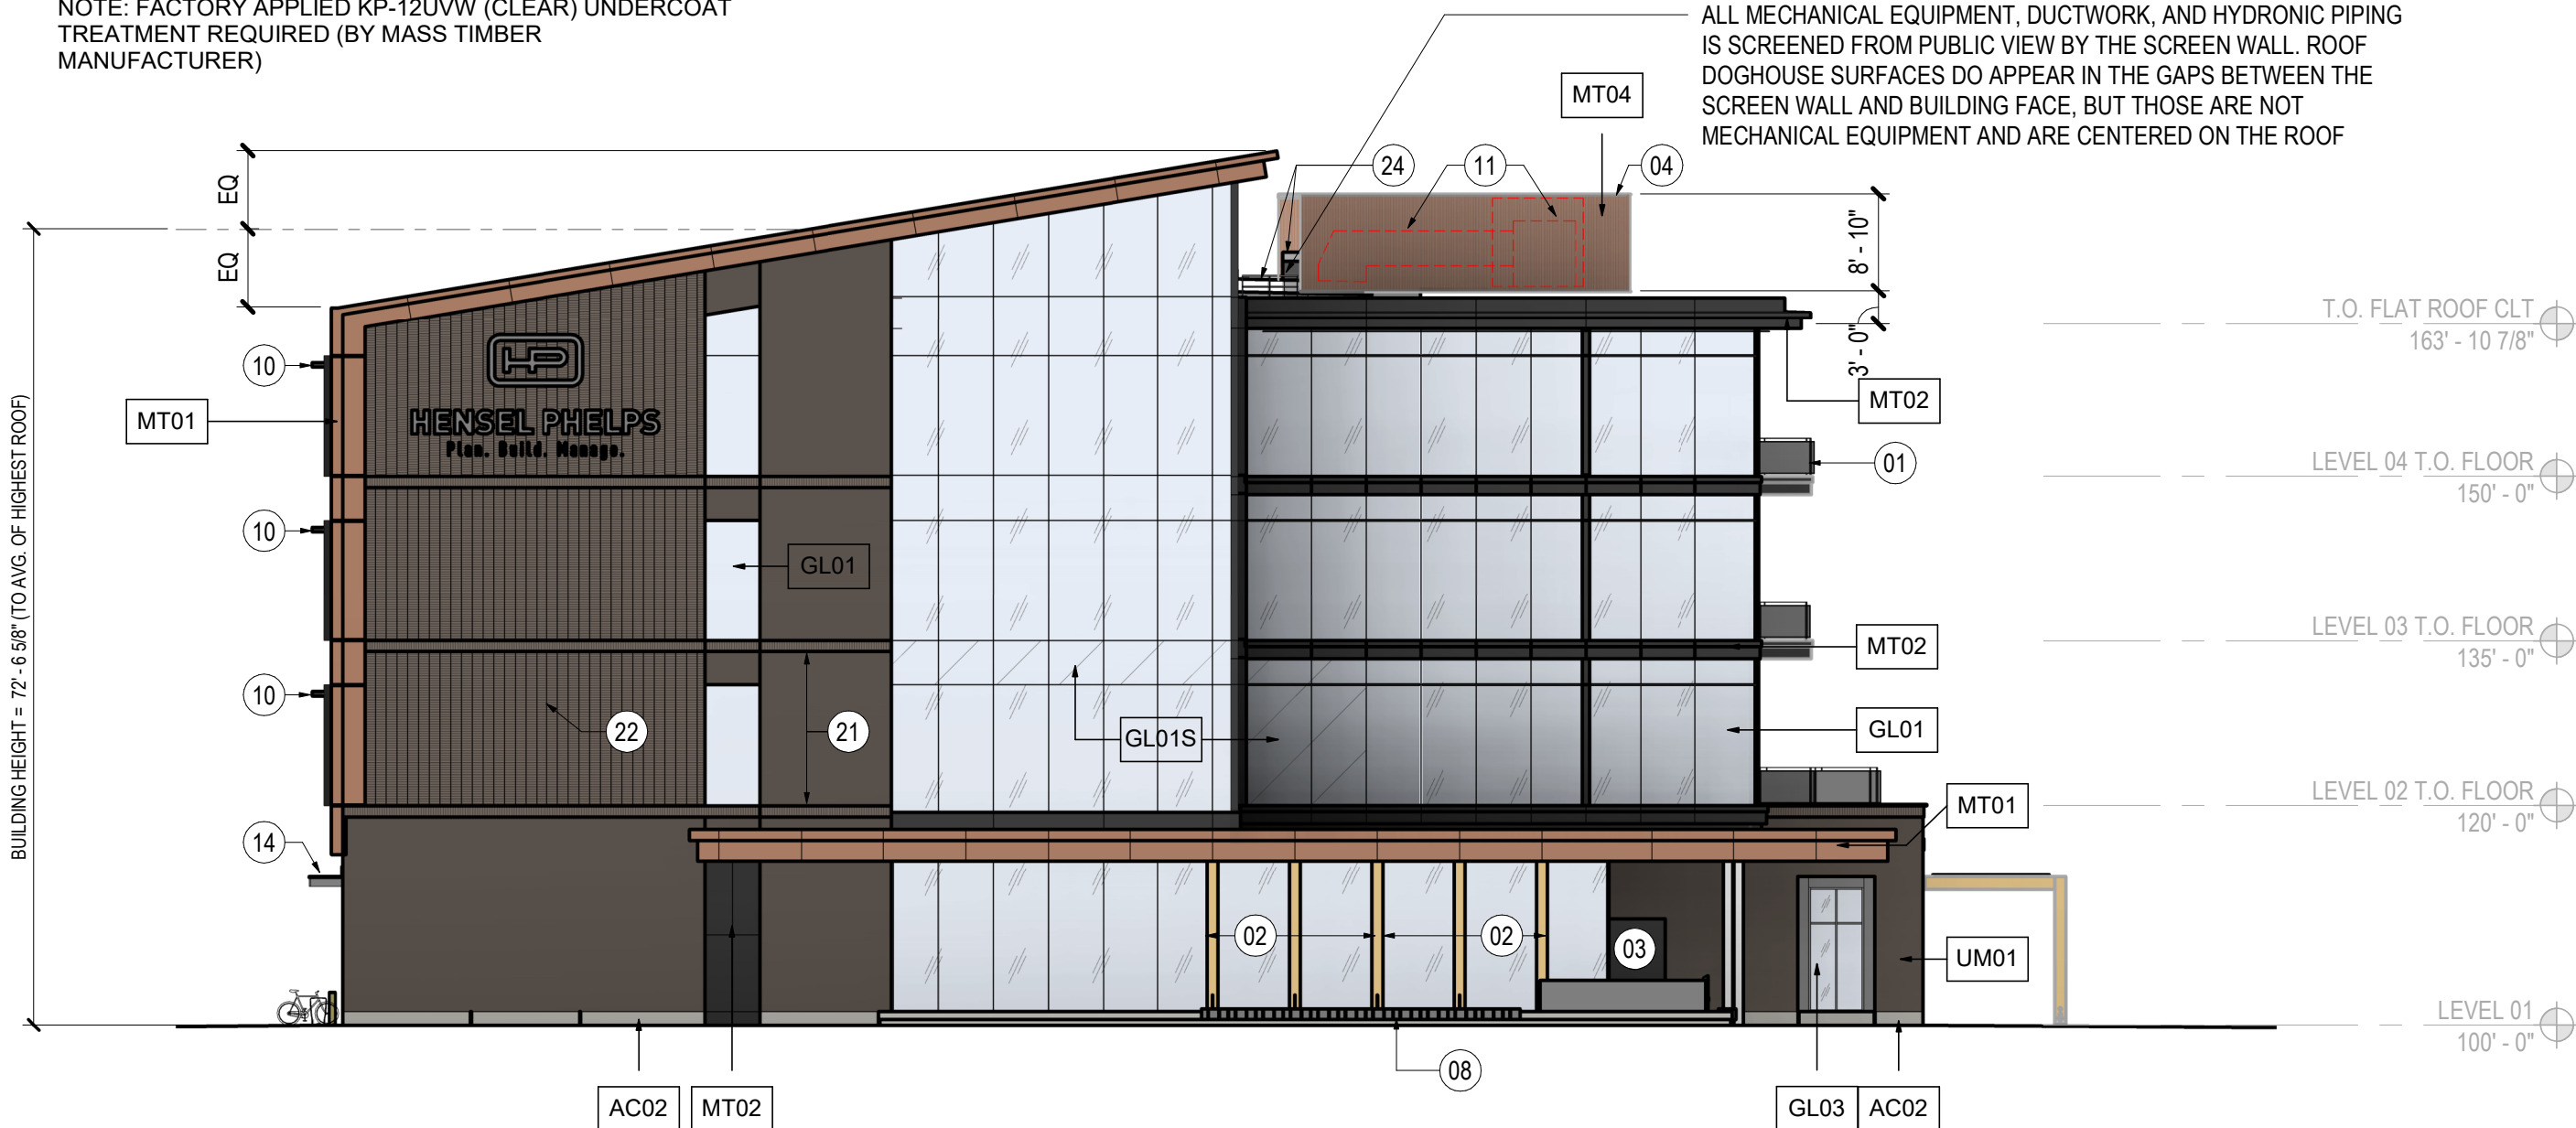 NOTE: FACTORY APPLIED KP-12UVW (CLEAR) UNDERCOAT
TREATMENT REQUIRED (BY MASS TIMBER
MANUFACTURER)
ALL MECHANICAL EQUIPMENT, DUCTWORK, AND HYDRONIC PIPING
IS SCREENED FROM PUBLIC VIEW BY THE SCREEN WALL. ROOF
DOGHOUSE SURFACES DO APPEAR IN THE GAPS BETWEEN THE
SCREEN WALL AND BUILDING FACE, BUT THOSE ARE NOT
MECHANICAL EQUIPMENT AND ARE CENTERED ON THE ROOF
MT04
24
11
04
EQ
EQ
8' - 10"
3' - 0"
T.O. FLAT ROOF CLT
163' - 10 7/8"
10
MT01
HP
HENSEL PHELPS
Plan. Build. Manage.
MT02
01
LEVEL 04 T.O. FLOOR
150' - 0"
10
GL01
BUILDING HEIGHT = 72' - 6 5/8" (TO AVG. OF HIGHEST ROOF)
MT02
LEVEL 03 T.O. FLOOR
135' - 0"
10
22
21
GL01S
GL01
MT01
LEVEL 02 T.O. FLOOR
120' - 0"
14
02
02
03
UM01
LEVEL 01
100' - 0"
08
AC02
MT02
GL03
AC02